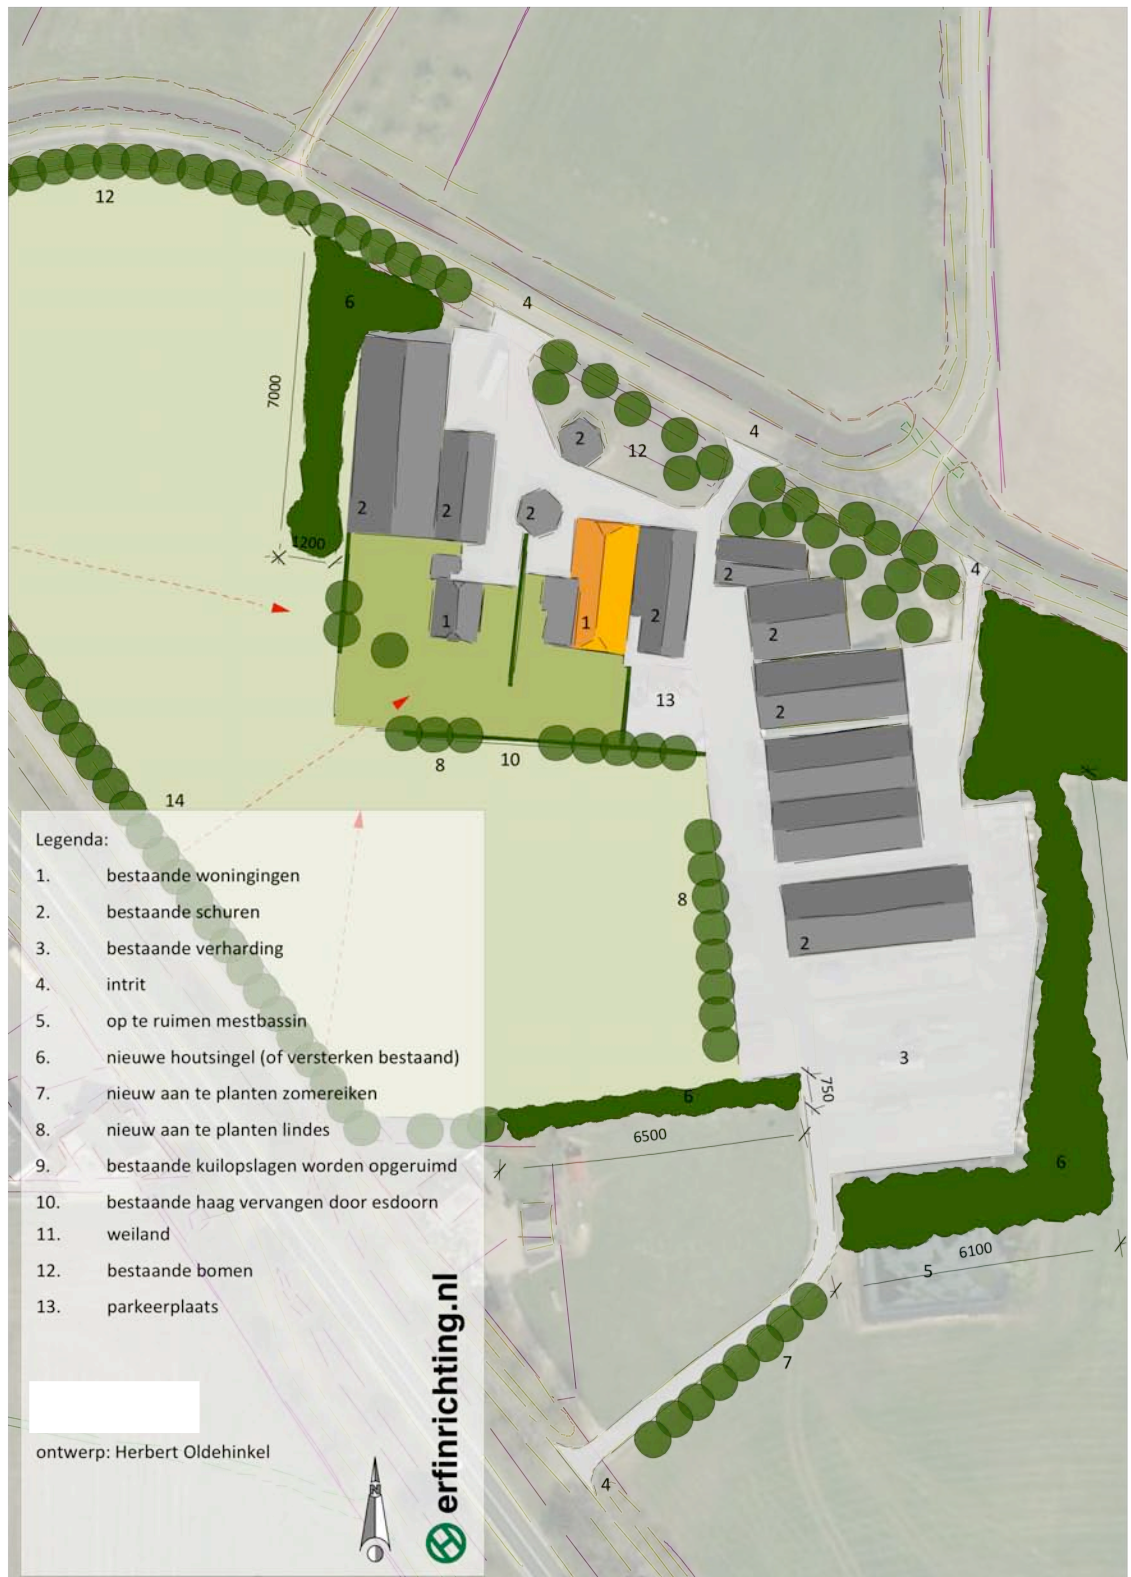 12
4
6
7000
4
2
12
2
2
2
1200
2
4
1
1
2
2
2
13
8
10
14
8
2
3
6
750
6500
6
6100
5
7
4
Legenda:
1. bestaande woningingen
2. bestaande schuren
3. bestaande verharding
4. intrit
5. op te ruimen mestbassin
6. nieuwe houtsingel (of versterken bestaand)
7. nieuw aan te planten zomereiken
8. nieuw aan te planten lindes
9. bestaande kuilopslagen worden opgeruimd
10. bestaande haag vervangen door esdoorn
11. weiland
12. bestaande bomen
13. parkeerplaats
ontwerp: Herbert Oldehinkel
N
erfinrichting.nl